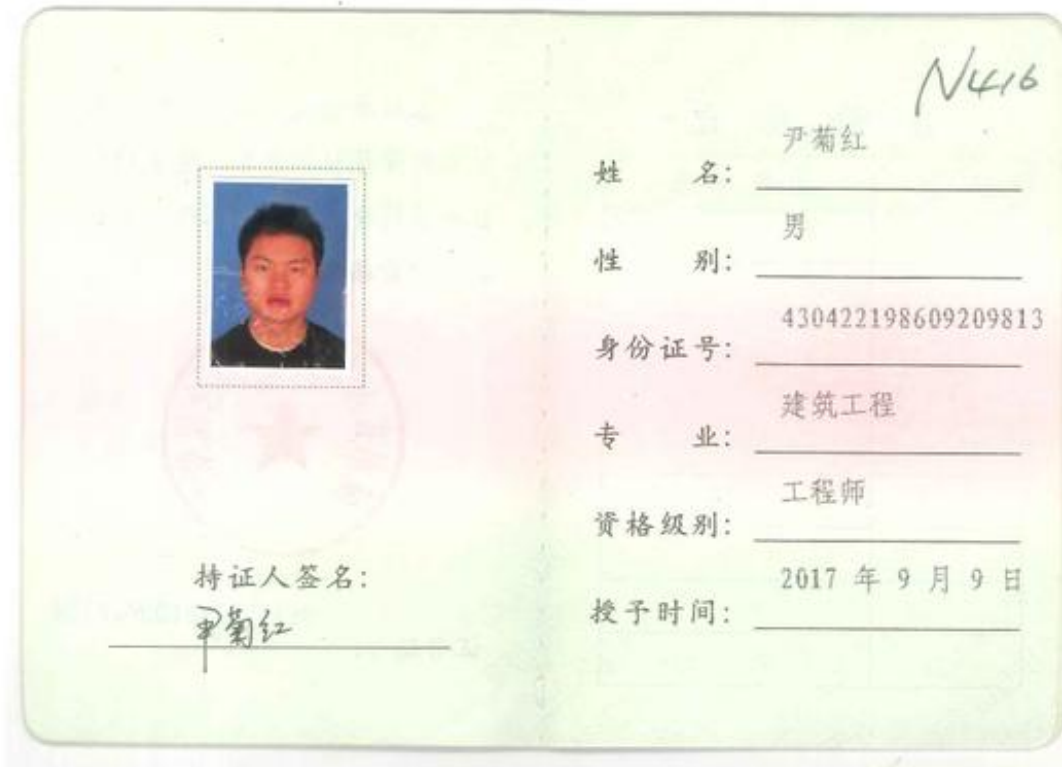 N416
姓 名： 尹菊红
性 别： 男
身份证号： 430422198609209813
专 业： 建筑工程
资格级别： 工程师
授予时间： 2017 年 9 月 9 日
持证人签名：
尹菊红